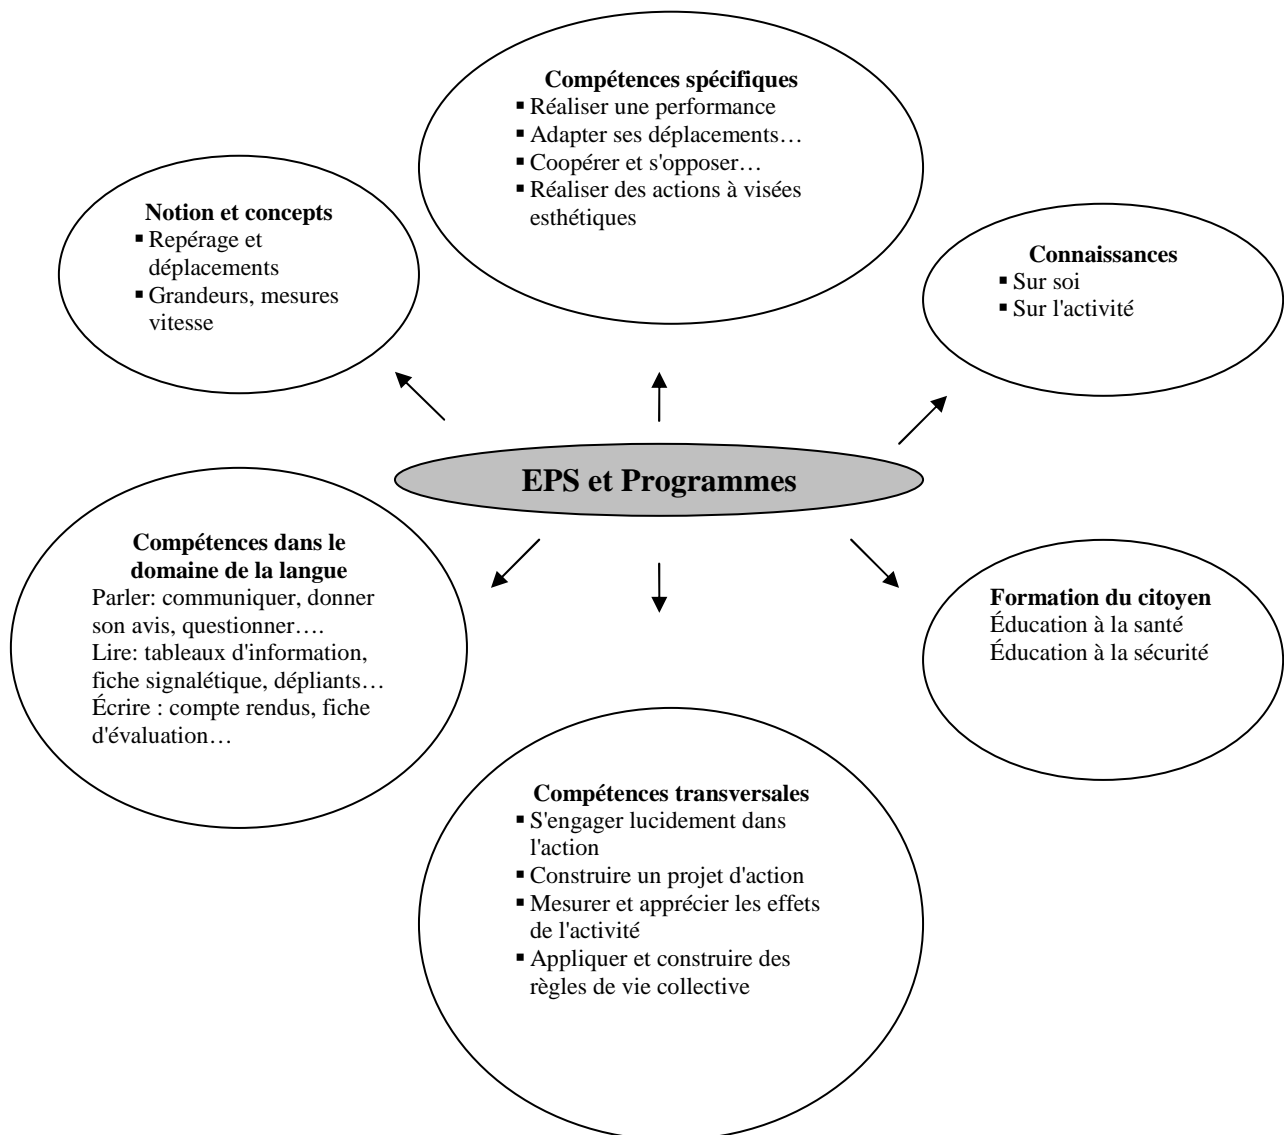 Compétences spécifiques
▪ Réaliser une performance
▪ Adapter ses déplacements…
▪ Coopérer et s'opposer…
▪ Réaliser des actions à visées
esthétiques
Notion et concepts
▪ Repérage et
déplacements
▪ Grandeurs, mesures
vitesse
Connaissances
▪ Sur soi
▪ Sur l'activité
EPS et Programmes
Compétences dans le
domaine de la langue
Parler: communiquer, donner
son avis, questionner….
Lire: tableaux d'information,
fiche signalétique, dépliants…
Écrire : compte rendus, fiche
d'évaluation…
Formation du citoyen
Éducation à la santé
Éducation à la sécurité
Compétences transversales
▪ S'engager lucidement dans
l'action
▪ Construire un projet d'action
▪ Mesurer et apprécier les effets
de l'activité
▪ Appliquer et construire des
règles de vie collective